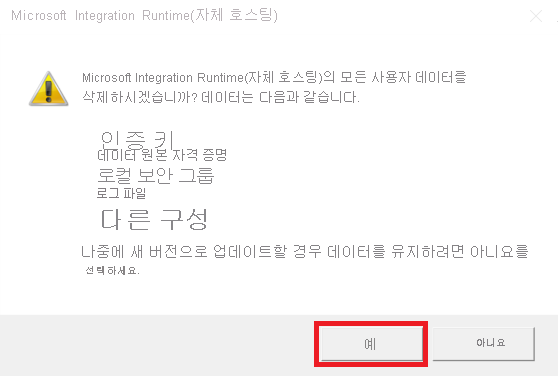 Microsoft Integration Runtime(자체 호스팅)
Microsoft Integration Runtime(자체 호스팅)의 모든 사용자 데이터를
삭제하시겠습니까? 데이터는 다음과 같습니다.
인증 키
데이터 원본 자격 증명
로컬 보안 그룹
로그 파일
다른 구성
나중에 새 버전으로 업데이트할 경우 데이터를 유지하려면 아니요를
선택하세요.
예
아니요